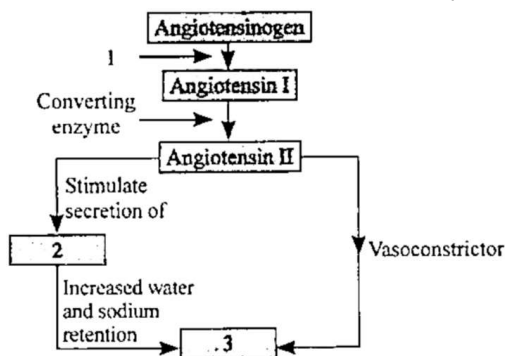 Angiotensinogen
1
Angiotensin I
Converting
enzyme
Angiotensin II
Stimulate
secretion of
2
Vasoconstrictor
Increased water
and sodium
retention
3